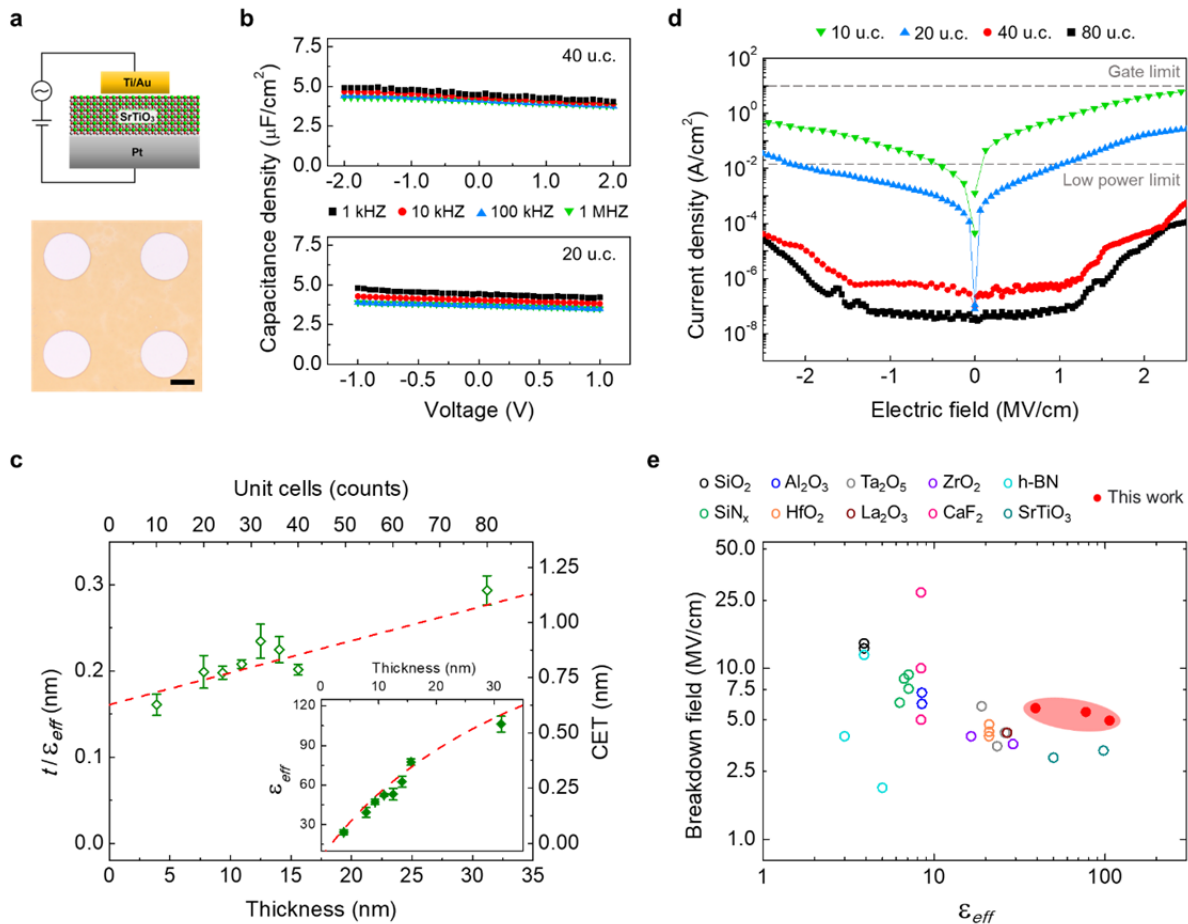 a
Ti/Au
SrTiO₃
Pt
b
Capacitance density (μF/cm²)
40 u.c.
7.5
5.0
2.5
0.0
-2.0 -1.0 0.0 1.0 2.0
1 kHZ 10 kHZ 100 kHZ 1 MHZ
20 u.c.
7.5
5.0
2.5
0.0
-1.0 -0.5 0.0 0.5 1.0
Voltage (V)
c
Unit cells (counts)
0 10 20 30 40 50 60 70 80
t / εeff (nm)
0.3
0.2
0.1
0.0
CET (nm)
1.25
1.00
0.75
0.50
0.25
0.00
0 5 10 15 20 25 30 35
Thickness (nm)
Thickness (nm)
0 10 20 30
εeff
120
90
60
30
d
10 u.c. 20 u.c. 40 u.c. 80 u.c.
Current density (A/cm²)
10²
10⁰
10⁻²
10⁻⁴
10⁻⁶
10⁻⁸
Gate limit
Low power limit
-2 -1 0 1 2
Electric field (MV/cm)
e
SiO₂ Al₂O₃ Ta₂O₅ ZrO₂ h-BN This work
SiNₓ HfO₂ La₂O₃ CaF₂ SrTiO₃
Breakdown field (MV/cm)
50.0
25.0
10.0
7.5
5.0
2.5
1.0
1 10 100
εeff